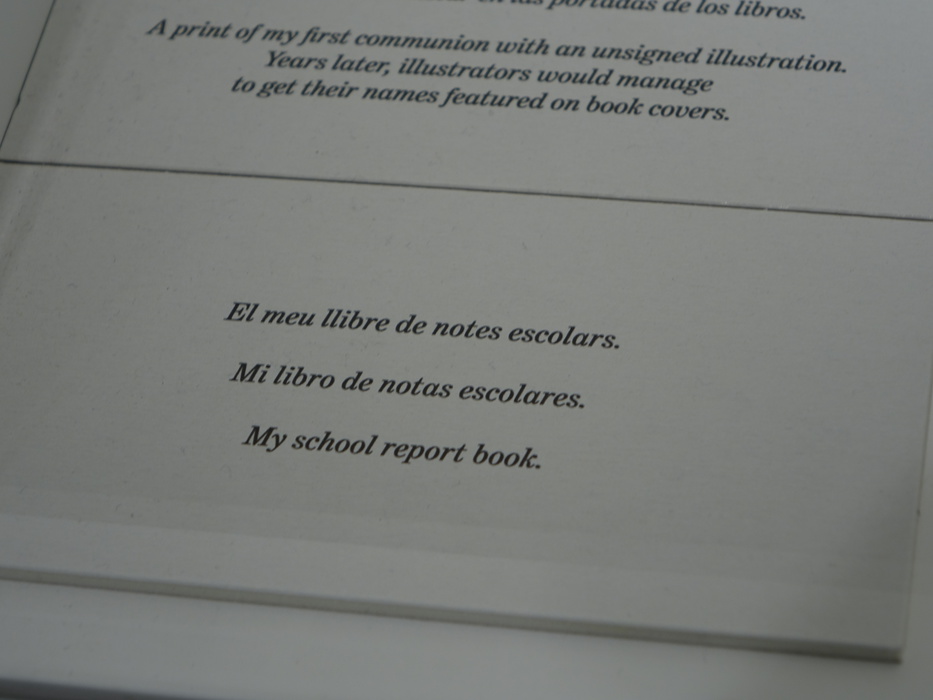 en las portadas de los libros.
A print of my first communion with an unsigned illustration.
Years later, illustrators would manage
to get their names featured on book covers.
El meu llibre de notes escolars.
Mi libro de notas escolares.
My school report book.